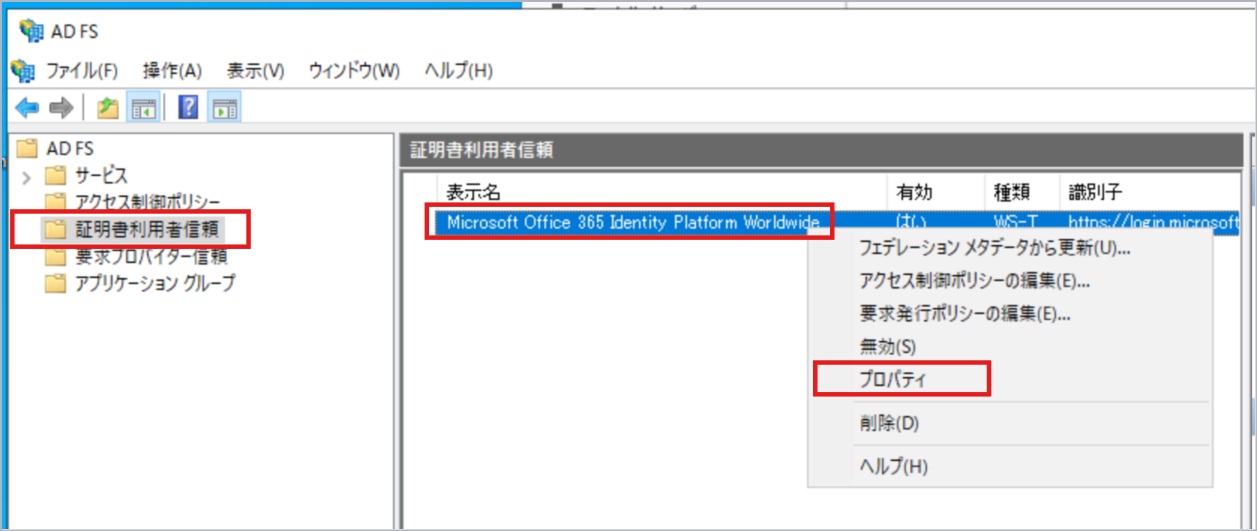 AD FS
ファイル(F) 操作(A) 表示(V) ウィンドウ(W) ヘルプ(H)
AD FS
サービス
アクセス制御ポリシー
証明書利用者信頼
要求プロバイダー信頼
アプリケーション グループ
証明書利用者信頼
表示名 有効 種類 識別子
Microsoft Office 365 Identity Platform Worldwide はい WS-T https://login.microsoft
フェデレーション メタデータから更新(U)...
アクセス制御ポリシーの編集(E)...
要求発行ポリシーの編集(E)...
無効(S)
プロパティ
削除(D)
ヘルプ(H)